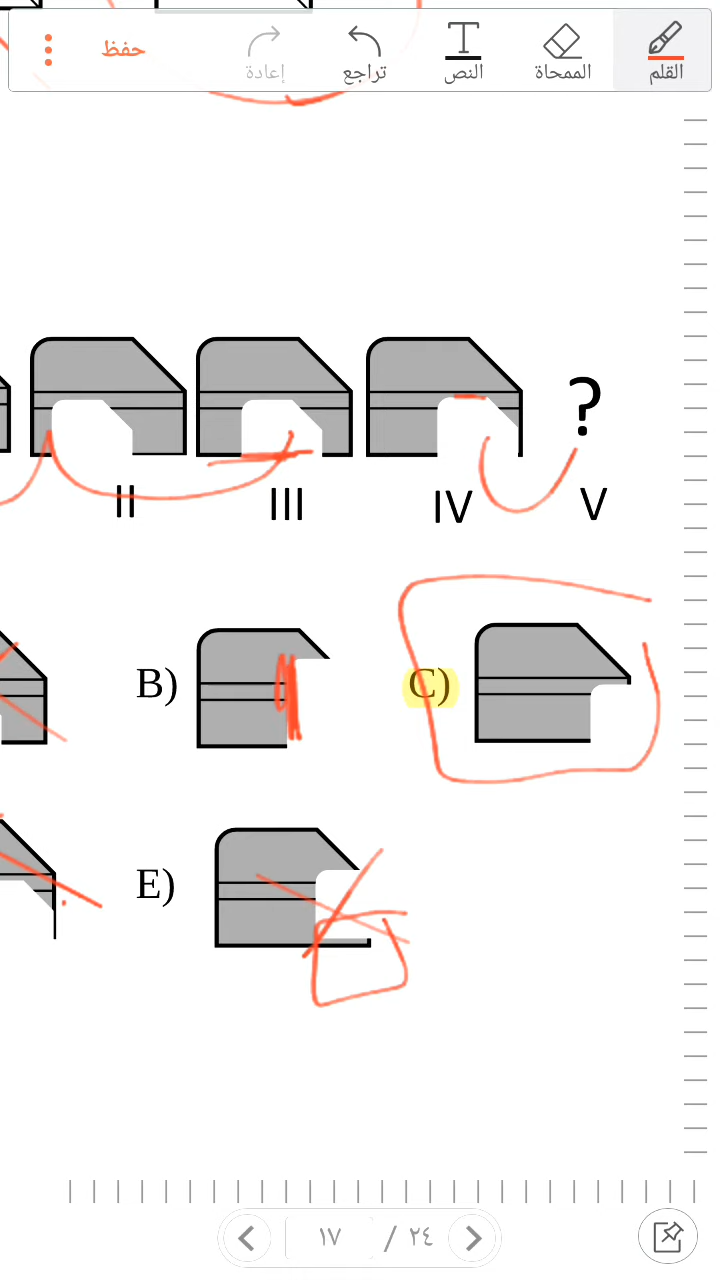 حفظ إعادة تراجع النص الممحاة القلم
?
II III IV V
B) C)
E)
١٧ / ٢٤